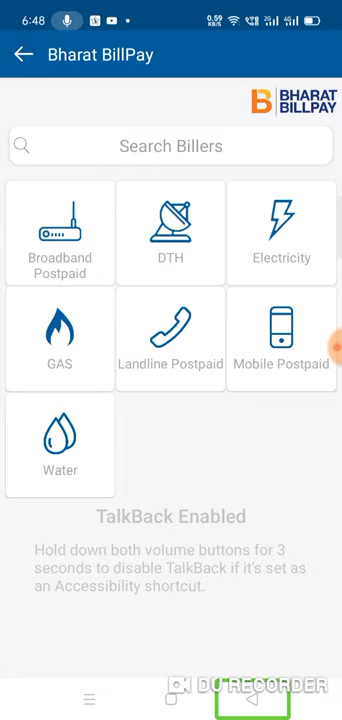 6:48
0.59
KB/S
2G
4G
Bharat BillPay
BHARAT
BILLPAY
Search Billers
Broadband
Postpaid
DTH
Electricity
GAS
Landline Postpaid
Mobile Postpaid
Water
TalkBack Enabled
Hold down both volume buttons for 3
seconds to disable TalkBack if it's set as
an Accessibility shortcut.
DU RECORDER